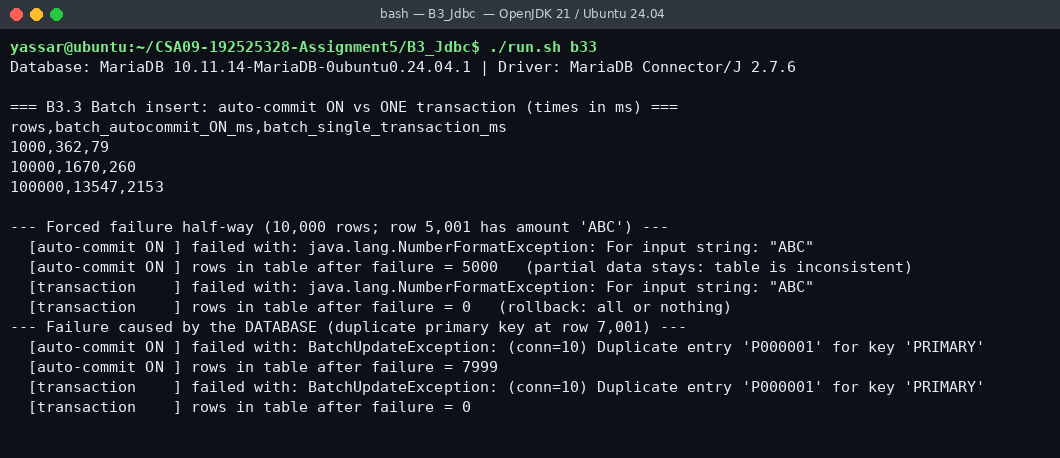 bash — B3_Jdbc — OpenJDK 21 / Ubuntu 24.04
yassar@ubuntu:~/CSA09-192525328-Assignment5/B3_Jdbc$ ./run.sh b33
Database: MariaDB 10.11.14-MariaDB-0ubuntu0.24.04.1 | Driver: MariaDB Connector/J 2.7.6
=== B3.3 Batch insert: auto-commit ON vs ONE transaction (times in ms) ===
rows,batch_autocommit_ON_ms,batch_single_transaction_ms
1000,362,79
10000,1670,260
100000,13547,2153
--- Forced failure half-way (10,000 rows; row 5,001 has amount 'ABC') ---
[auto-commit ON ] failed with: java.lang.NumberFormatException: For input string: "ABC"
[auto-commit ON ] rows in table after failure = 5000   (partial data stays: table is inconsistent)
[transaction    ] failed with: java.lang.NumberFormatException: For input string: "ABC"
[transaction    ] rows in table after failure = 0   (rollback: all or nothing)
--- Failure caused by the DATABASE (duplicate primary key at row 7,001) ---
[auto-commit ON ] failed with: BatchUpdateException: (conn=10) Duplicate entry 'P000001' for key 'PRIMARY'
[auto-commit ON ] rows in table after failure = 7999
[transaction    ] failed with: BatchUpdateException: (conn=10) Duplicate entry 'P000001' for key 'PRIMARY'
[transaction    ] rows in table after failure = 0